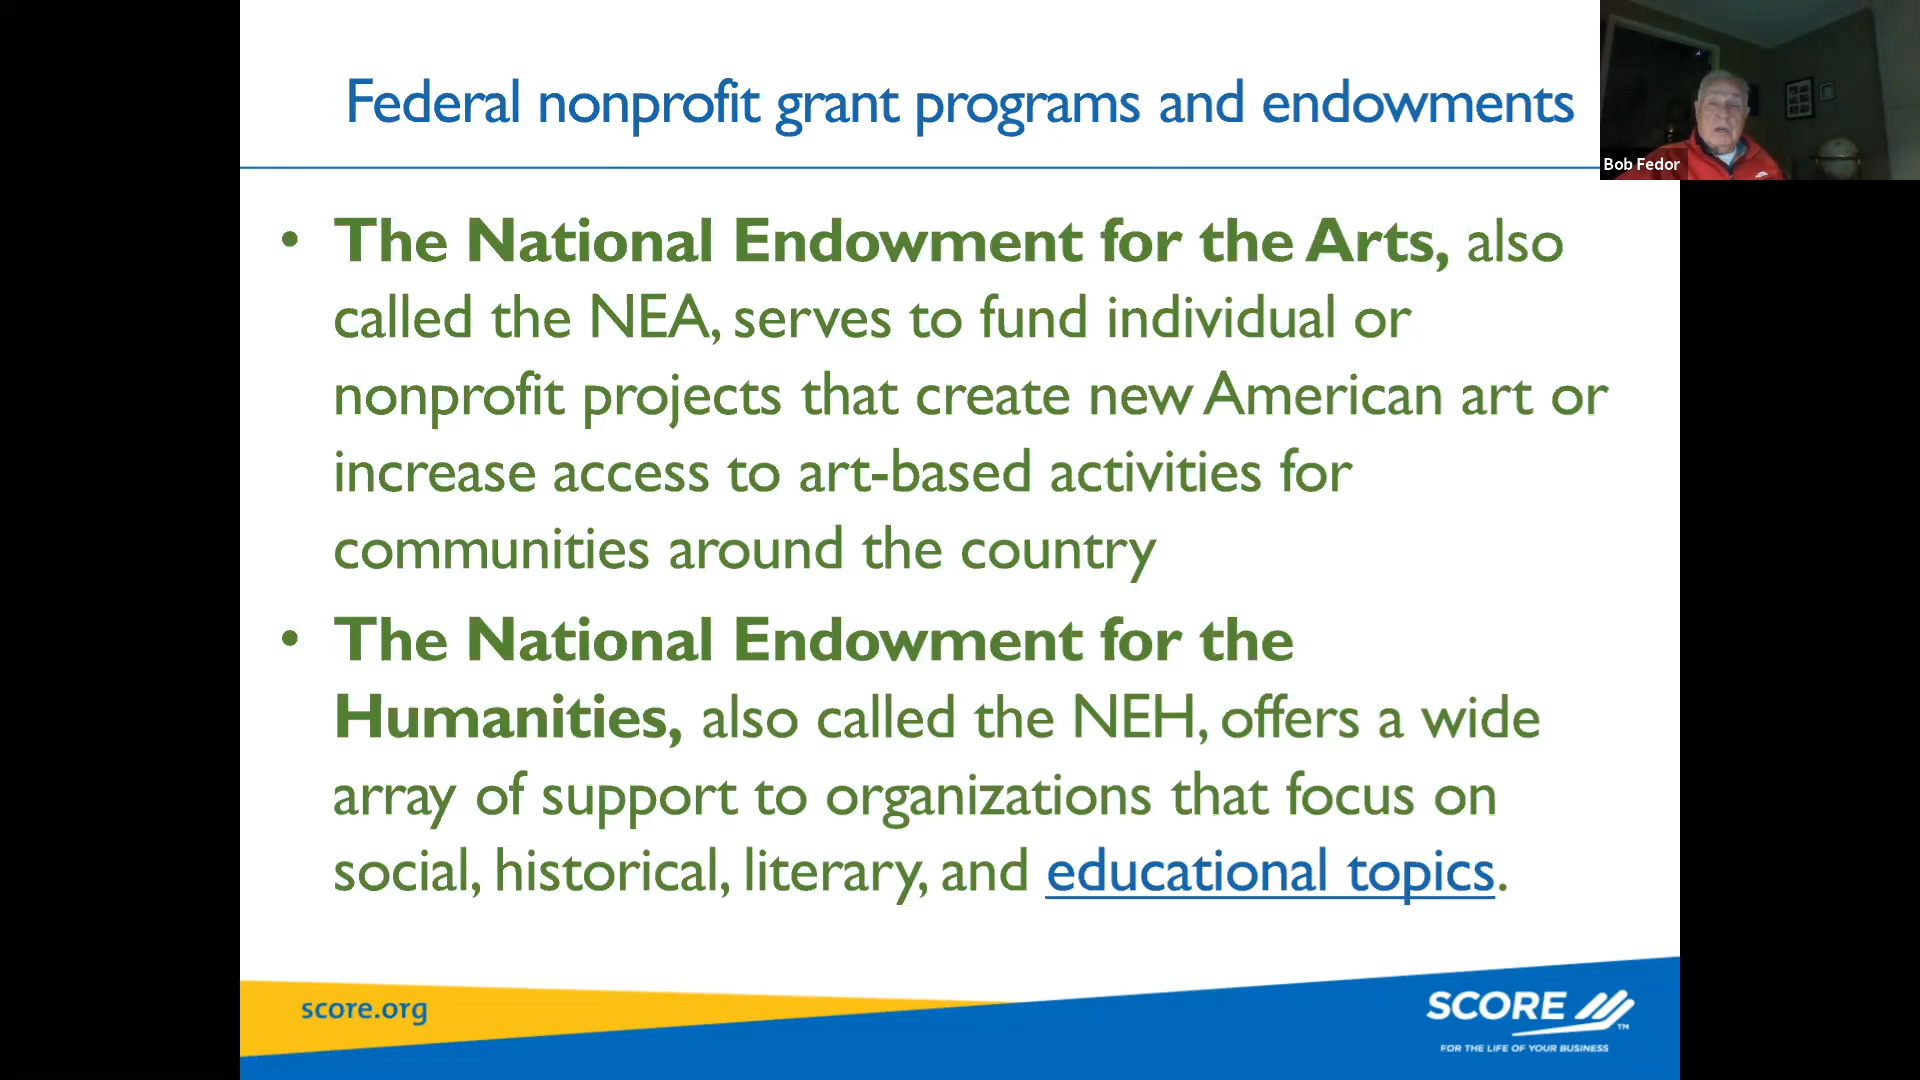 Federal nonprofit grant programs and endowments
Bob Fedor
• The National Endowment for the Arts, also
called the NEA, serves to fund individual or
nonprofit projects that create new American art or
increase access to art-based activities for
communities around the country
• The National Endowment for the
Humanities, also called the NEH, offers a wide
array of support to organizations that focus on
social, historical, literary, and educational topics.
score.org
SCORE
TM
FOR THE LIFE OF YOUR BUSINESS